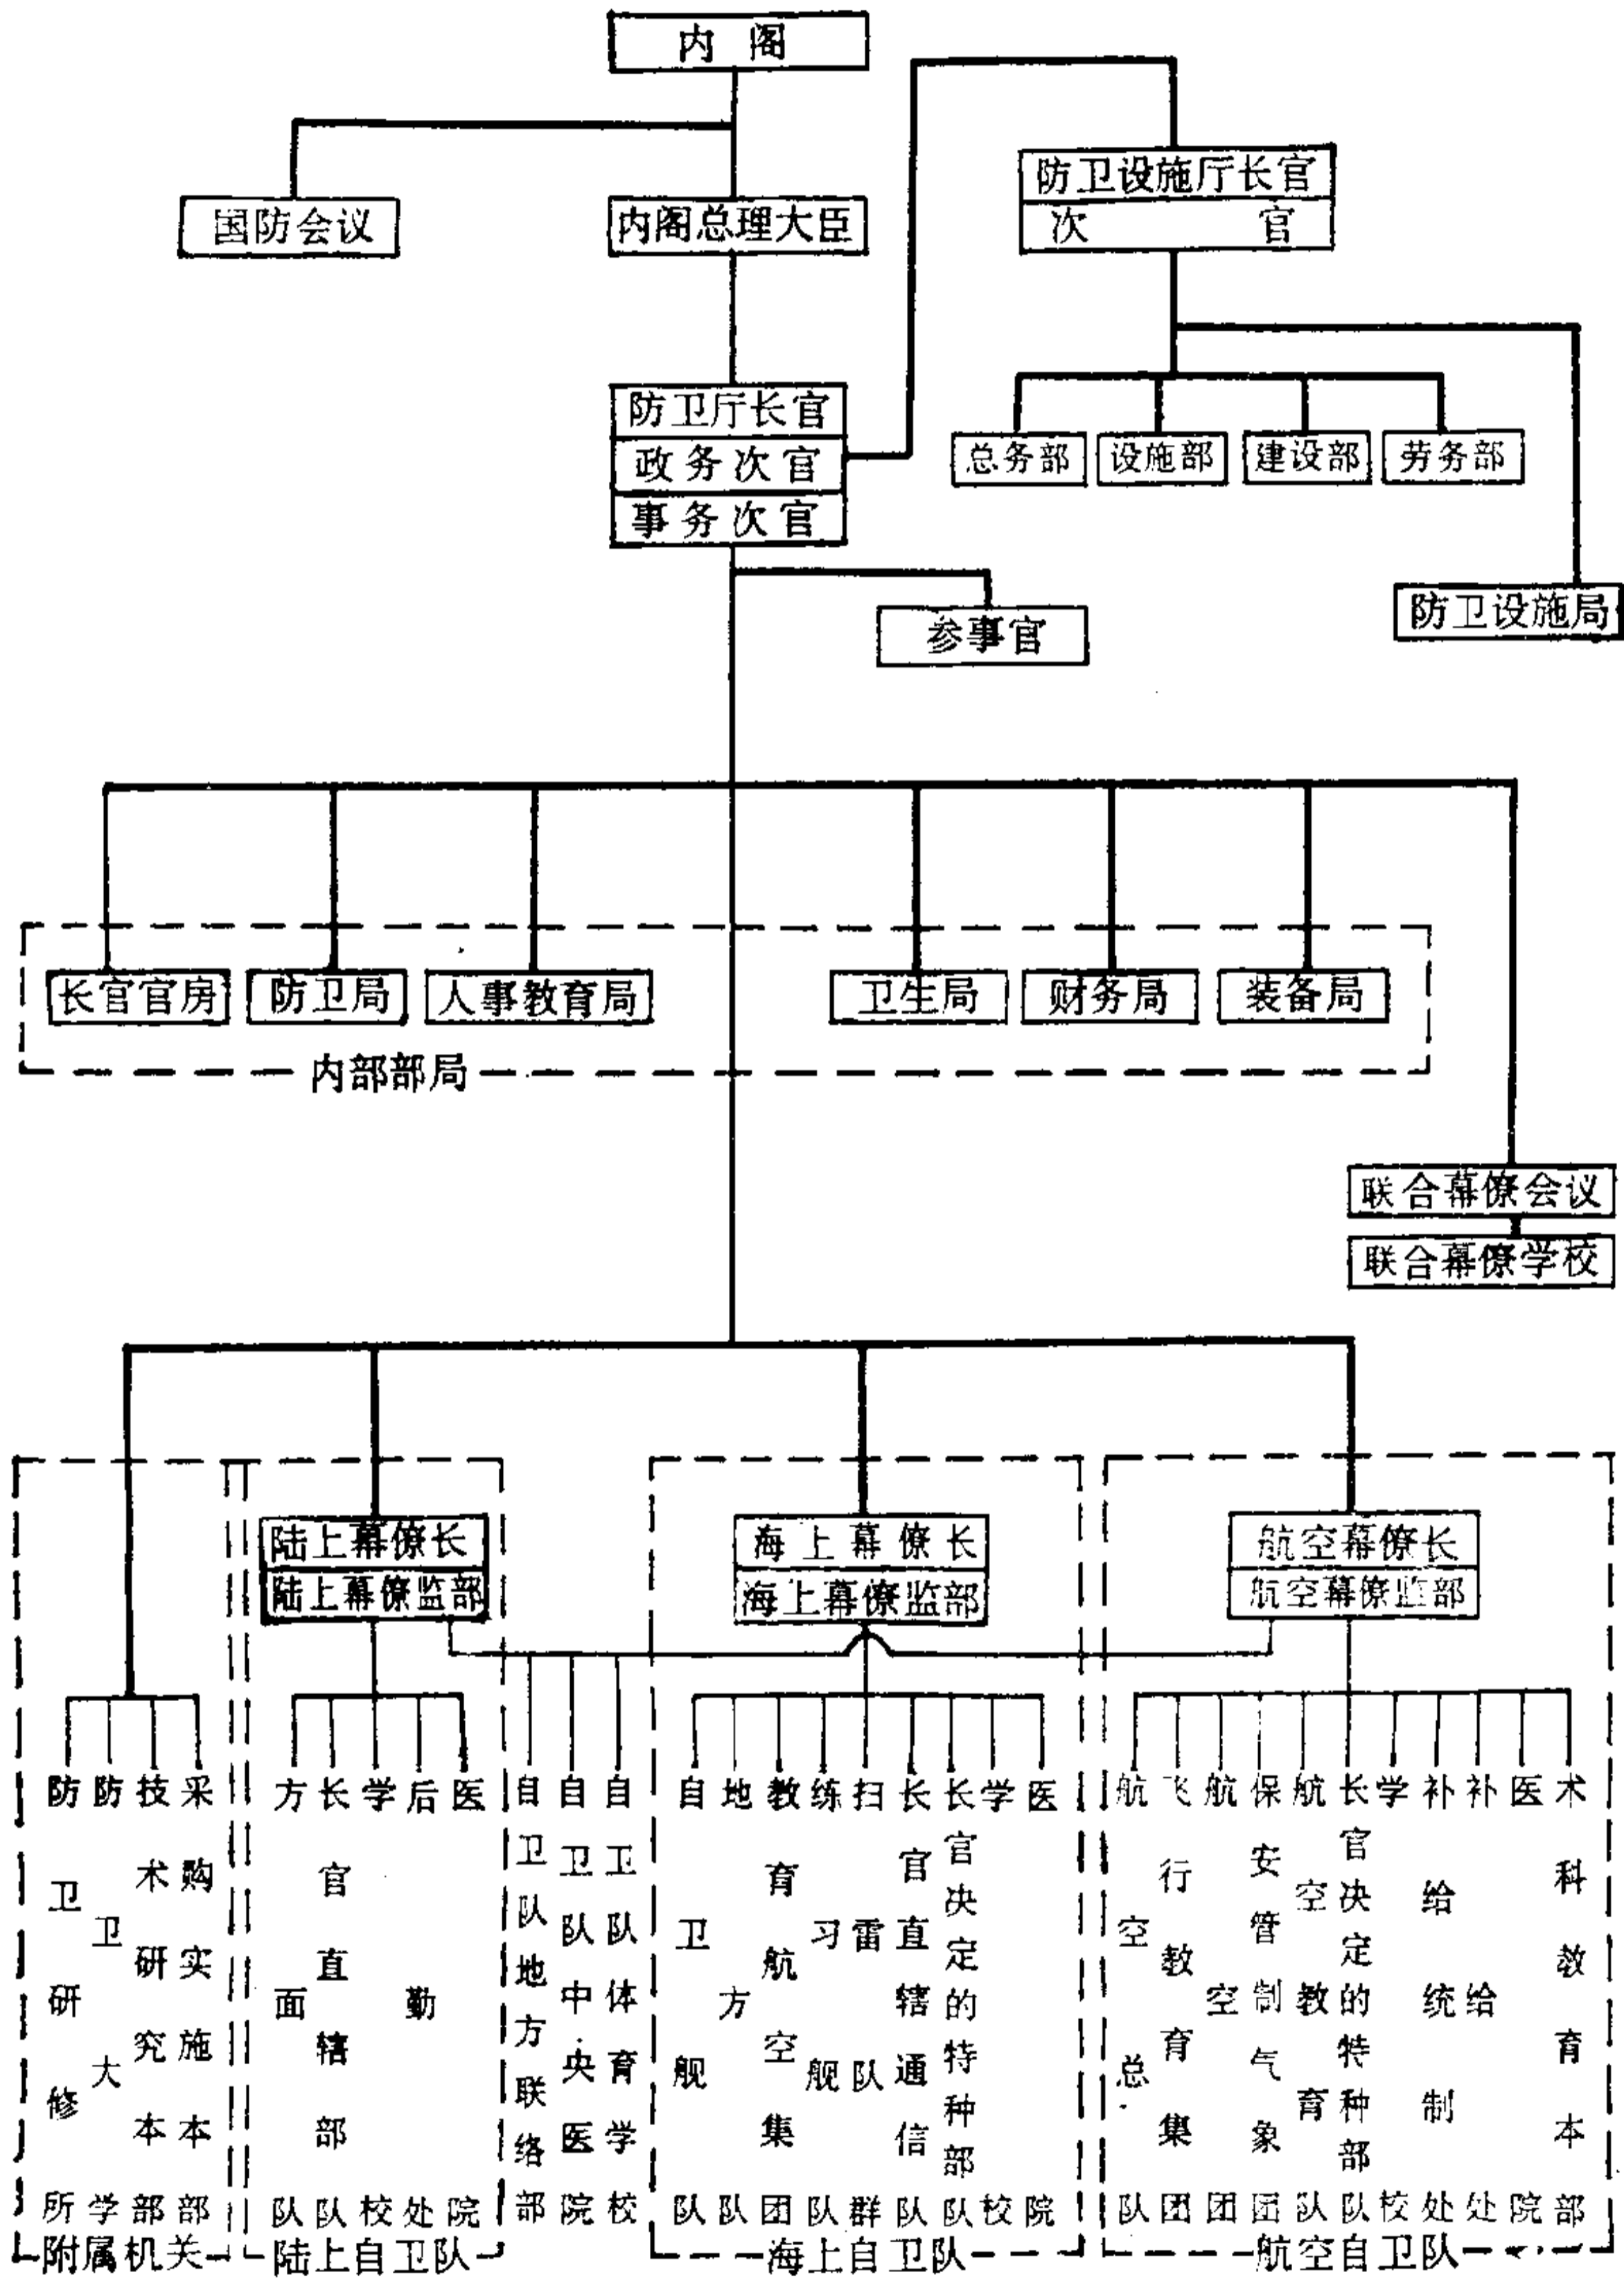 内阁
国防会议
内阁总理大臣
防卫设施厅长官
次官
防卫厅长官
政务次官
事务次官
总务部
设施部
建设部
劳务部
防卫设施局
参事官
长官官房
防卫局
人事教育局
卫生局
财务局
装备局
内部部局
联合幕僚会议
联合幕僚学校
陆上幕僚长
陆上幕僚监部
海上幕僚长
海上幕僚监部
航空幕僚长
航空幕僚监部
防卫研修所
防卫大学
技术研究本部
采购实施本部
附属机关
方面队
长官直辖部队
学校
后勤处
医院
陆上自卫队
自卫队地方联络部
自卫队中央医院
自卫队体育学校
自卫舰队
地方队
教育航空集团
练习舰队
扫雷队群
长官直辖通信队
长官决定的特种部队
学校
医院
海上自卫队
航空总队
飞行教育集团
航空团
保安管制气象团
航空教育队
长官决定的特种部队
学校
补给统制处
补给处
医院
术科教育本部
航空自卫队